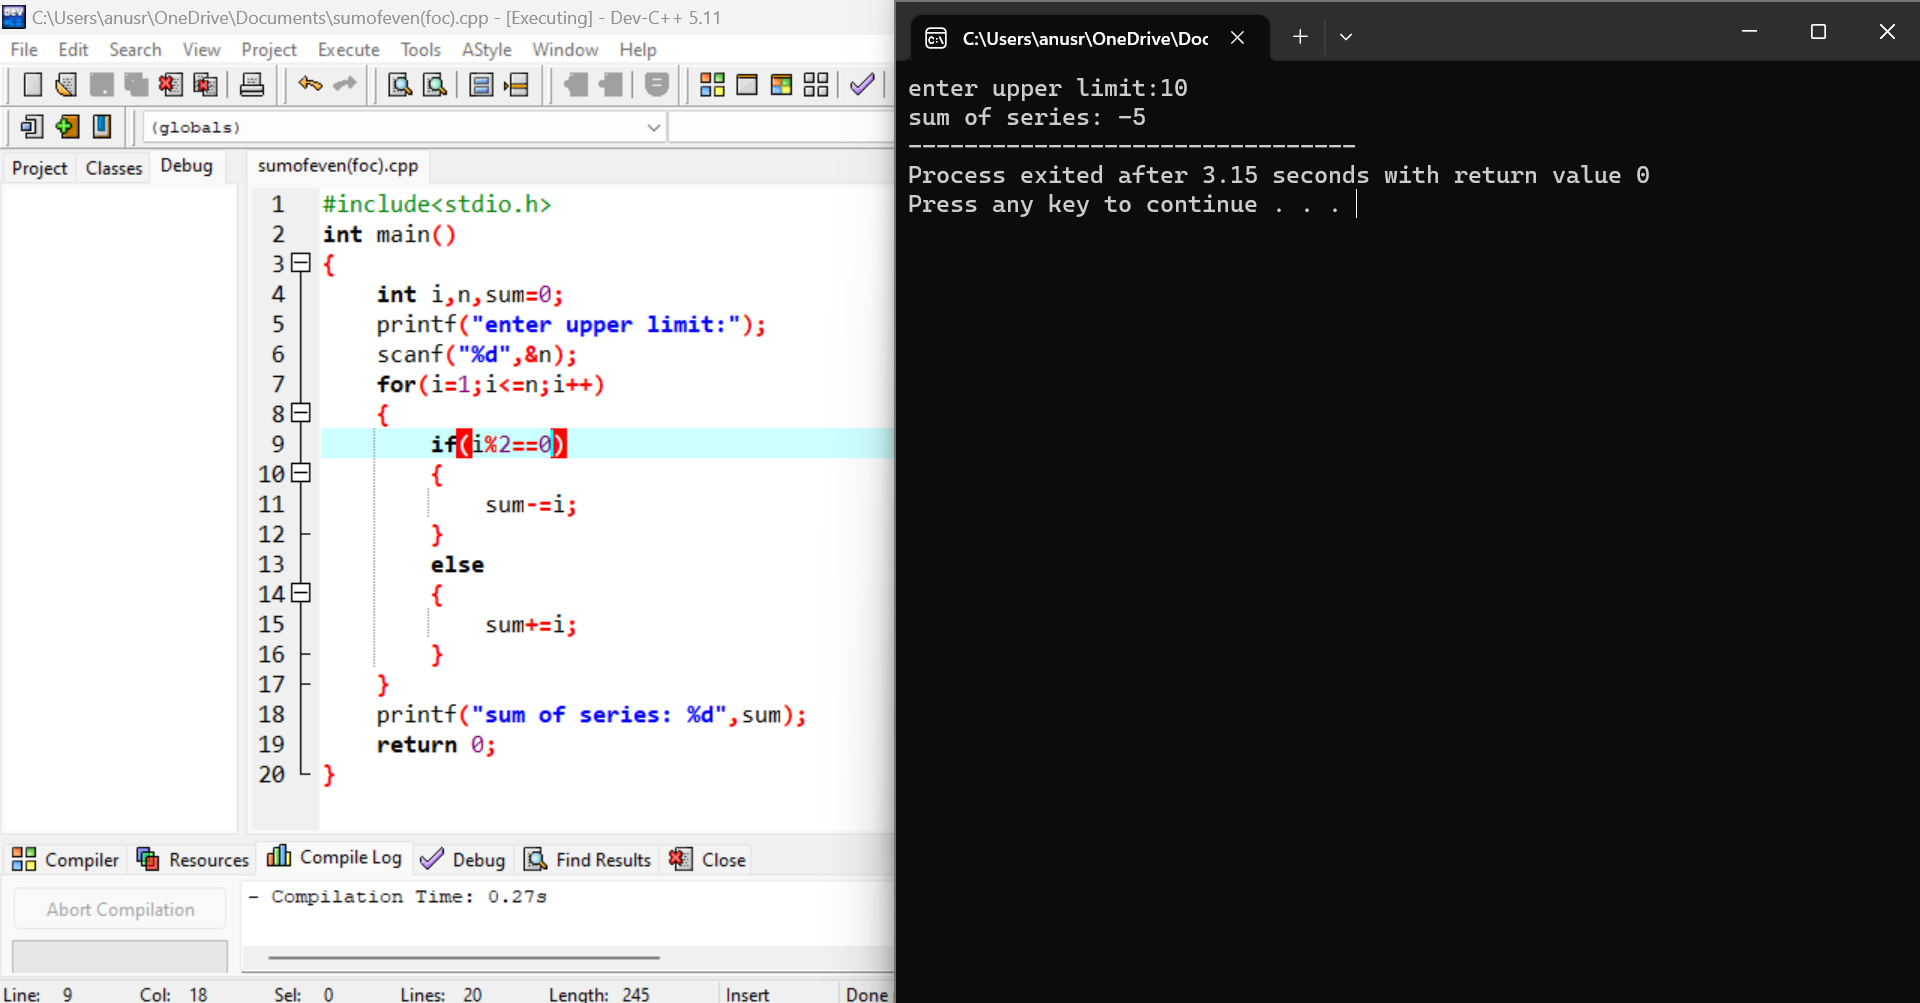 C:\Users\anusr\OneDrive\Documents\sumofeven(foc).cpp - [Executing] - Dev-C++ 5.11
File Edit Search View Project Execute Tools AStyle Window Help
(globals)
Project Classes Debug
sumofeven(foc).cpp
1 #include<stdio.h>
2 int main()
3 {
4 int i,n,sum=0;
5 printf("enter upper limit:");
6 scanf("%d",&n);
7 for(i=1;i<=n;i++)
8 {
9 if(i%2==0)
10 {
11 sum-=i;
12 }
13 else
14 {
15 sum+=i;
16 }
17 }
18 printf("sum of series: %d",sum);
19 return 0;
20 }
Compiler Resources Compile Log Debug Find Results Close
Abort Compilation
- Compilation Time: 0.27s
Line: 9 Col: 18 Sel: 0 Lines: 20 Length: 245 Insert Done
C:\Users\anusr\OneDrive\Doc
enter upper limit:10
sum of series: -5
--------------------------------
Process exited after 3.15 seconds with return value 0
Press any key to continue . . .